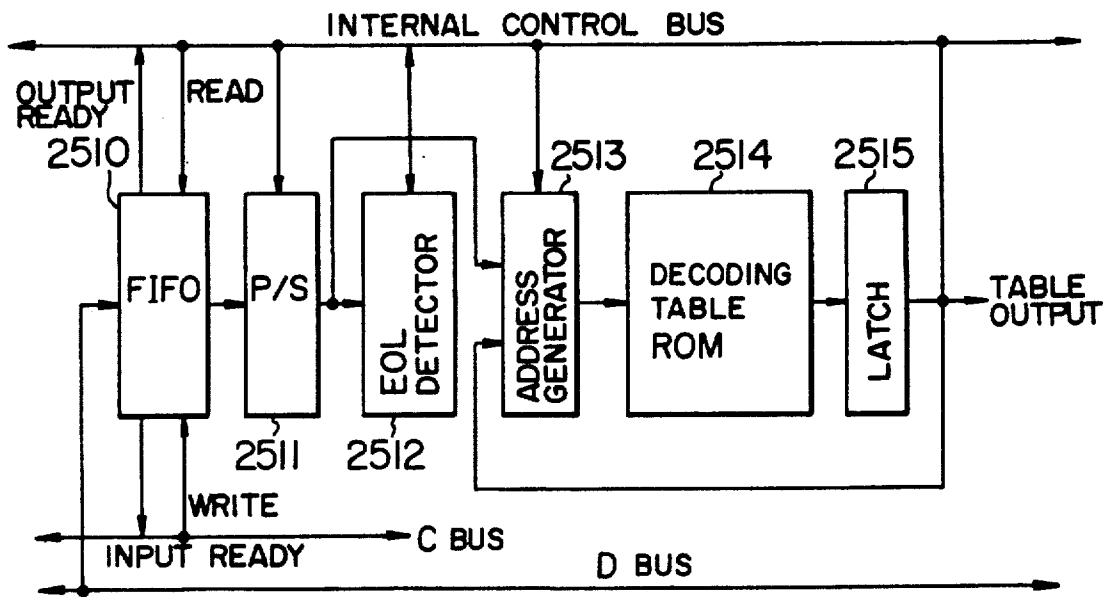 INTERNAL CONTROL BUS
OUTPUT
READY
READ
2510
2513
2514
2515
FIFO
P/S
EOL
DETECTOR
ADDRESS
GENERATOR
DECODING
TABLE
ROM
LATCH
TABLE
OUTPUT
2511
2512
WRITE
INPUT READY
C BUS
D BUS